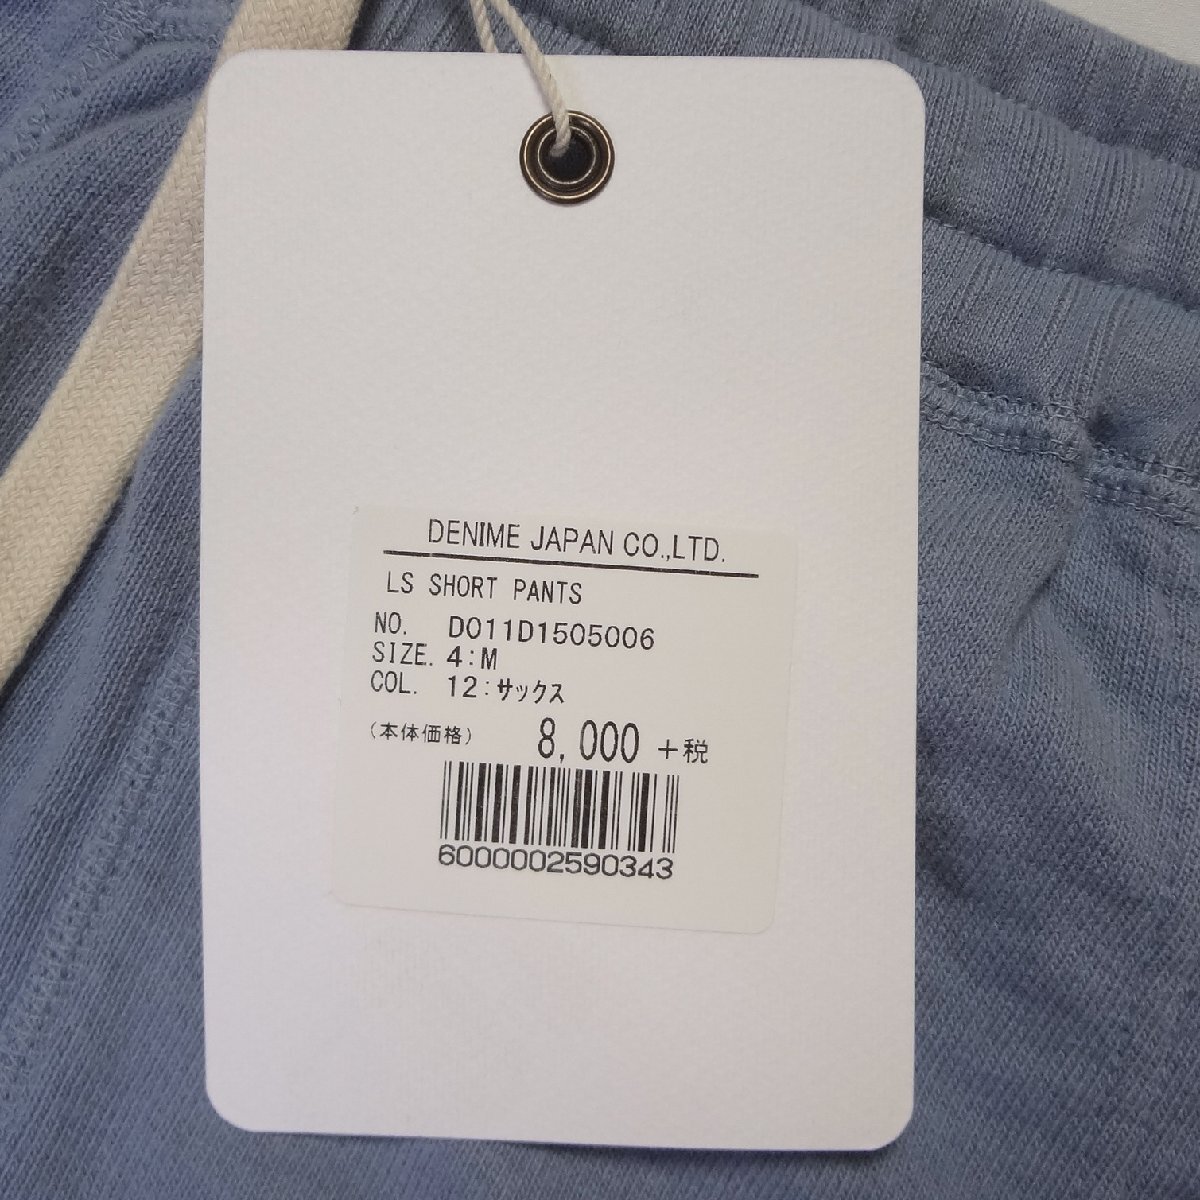 DENIME JAPAN CO.,LTD.
LS SHORT PANTS
NO. D011D1505006
SIZE. 4:M
COL. 12:サックス
(本体価格) 8,000 +税
6000002590343